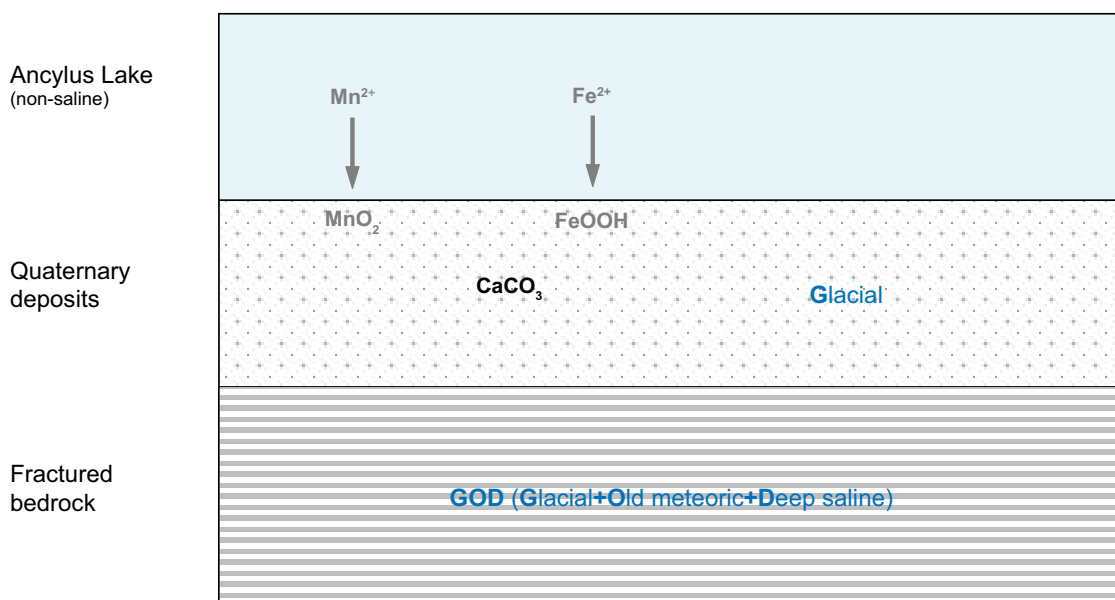 Ancylus Lake
(non-saline)
Mn²⁺
Fe²⁺
MnO₂
FeOOH
Quaternary
deposits
CaCO₃
Glacial
Fractured
bedrock
GOD (Glacial+Old meteoric+Deep saline)